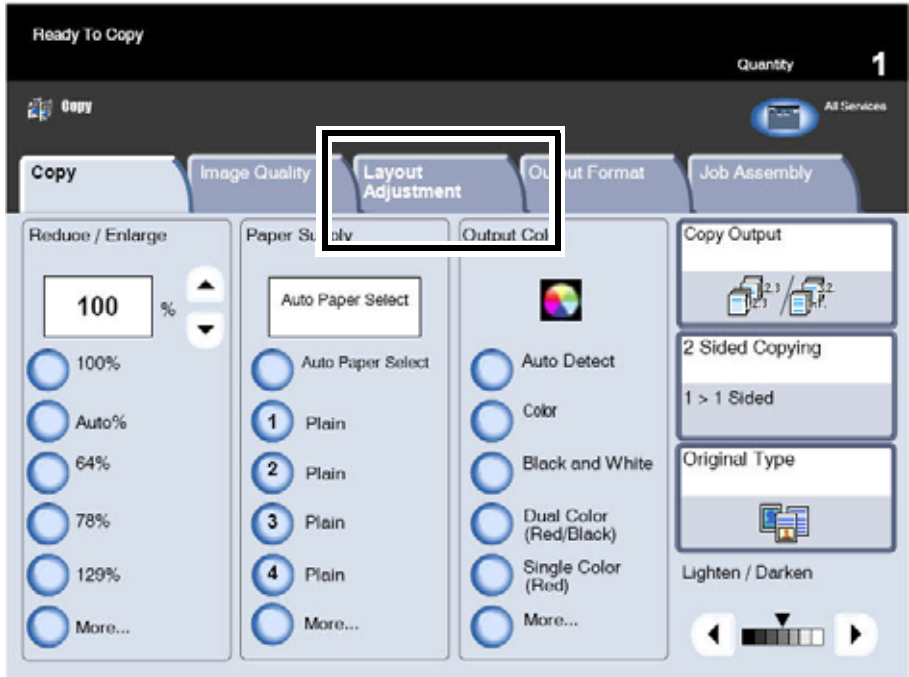 Ready To Copy
Quantity 1
Copy
All Services
Copy
Image Quality
Layout
Adjustment
Output Format
Job Assembly
Reduce / Enlarge
100 %
100%
Auto%
64%
78%
129%
More...
Paper Supply
Auto Paper Select
Auto Paper Select
1 Plain
2 Plain
3 Plain
4 Plain
More...
Auto Detect
Color
Black and White
Dual Color
(Red/Black)
Single Color
(Red)
More...
Copy Output
2 Sided Copying
1 > 1 Sided
Original Type
Lighten / Darken